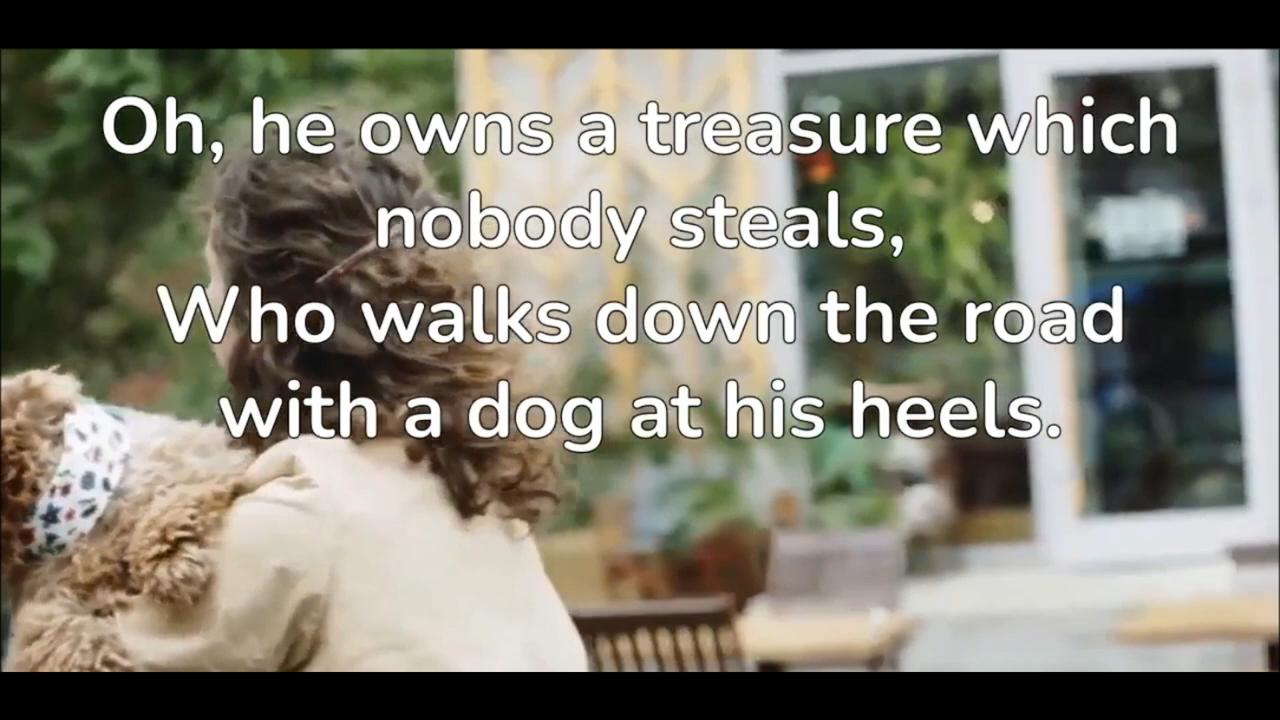 Oh, he owns a treasure which
nobody steals,
Who walks down the road
with a dog at his heels.